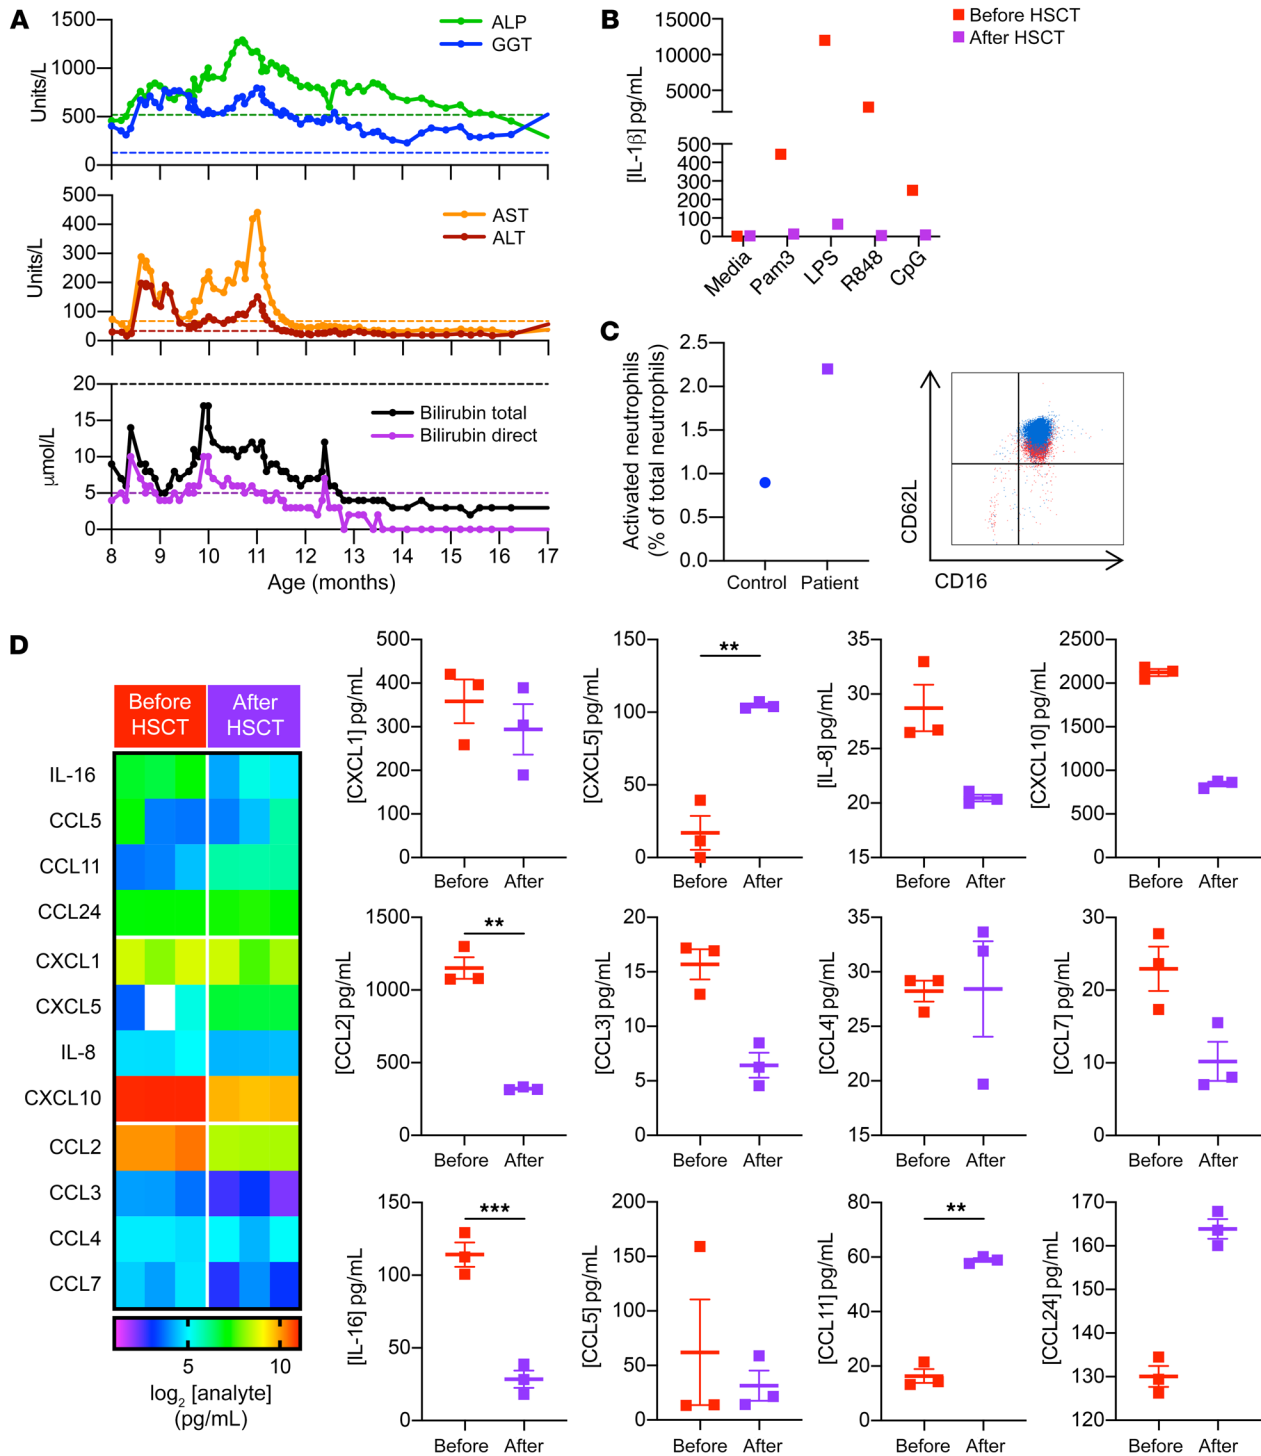 A
1500
1000
500
0
Units/L
ALP
GGT
500
400
300
200
100
0
Units/L
AST
ALT
20
15
10
5
0
µmol/L
Bilirubin total
Bilirubin direct
8 9 10 11 12 13 14 15 16 17
Age (months)
B
15000
10000
5000
500
400
300
200
100
0
[IL-1β] pg/mL
Before HSCT
After HSCT
Media Pam3 LPS R848 CpG
C
2.5
2.0
1.5
1.0
0.5
0.0
Activated neutrophils
(% of total neutrophils)
Control Patient
CD62L
CD16
D
Before
HSCT
After
HSCT
IL-16
CCL5
CCL11
CCL24
CXCL1
CXCL5
IL-8
CXCL10
CCL2
CCL3
CCL4
CCL7
5 10
log2 [analyte]
(pg/mL)
500
400
300
200
100
0
[CXCL1] pg/mL
Before After
150
100
50
0
[CXCL5] pg/mL
**
Before After
35
30
25
20
15
[IL-8] pg/mL
Before After
2500
2000
1500
1000
500
0
[CXCL10] pg/mL
Before After
1500
1000
500
0
[CCL2] pg/mL
**
Before After
20
15
10
5
0
[CCL3] pg/mL
Before After
35
30
25
20
15
[CCL4] pg/mL
Before After
30
20
10
0
[CCL7] pg/mL
Before After
150
100
50
0
[IL-16] pg/mL
***
Before After
200
150
100
50
0
[CCL5] pg/mL
Before After
80
60
40
20
0
[CCL11] pg/mL
**
Before After
170
160
150
140
130
120
[CCL24] pg/mL
Before After